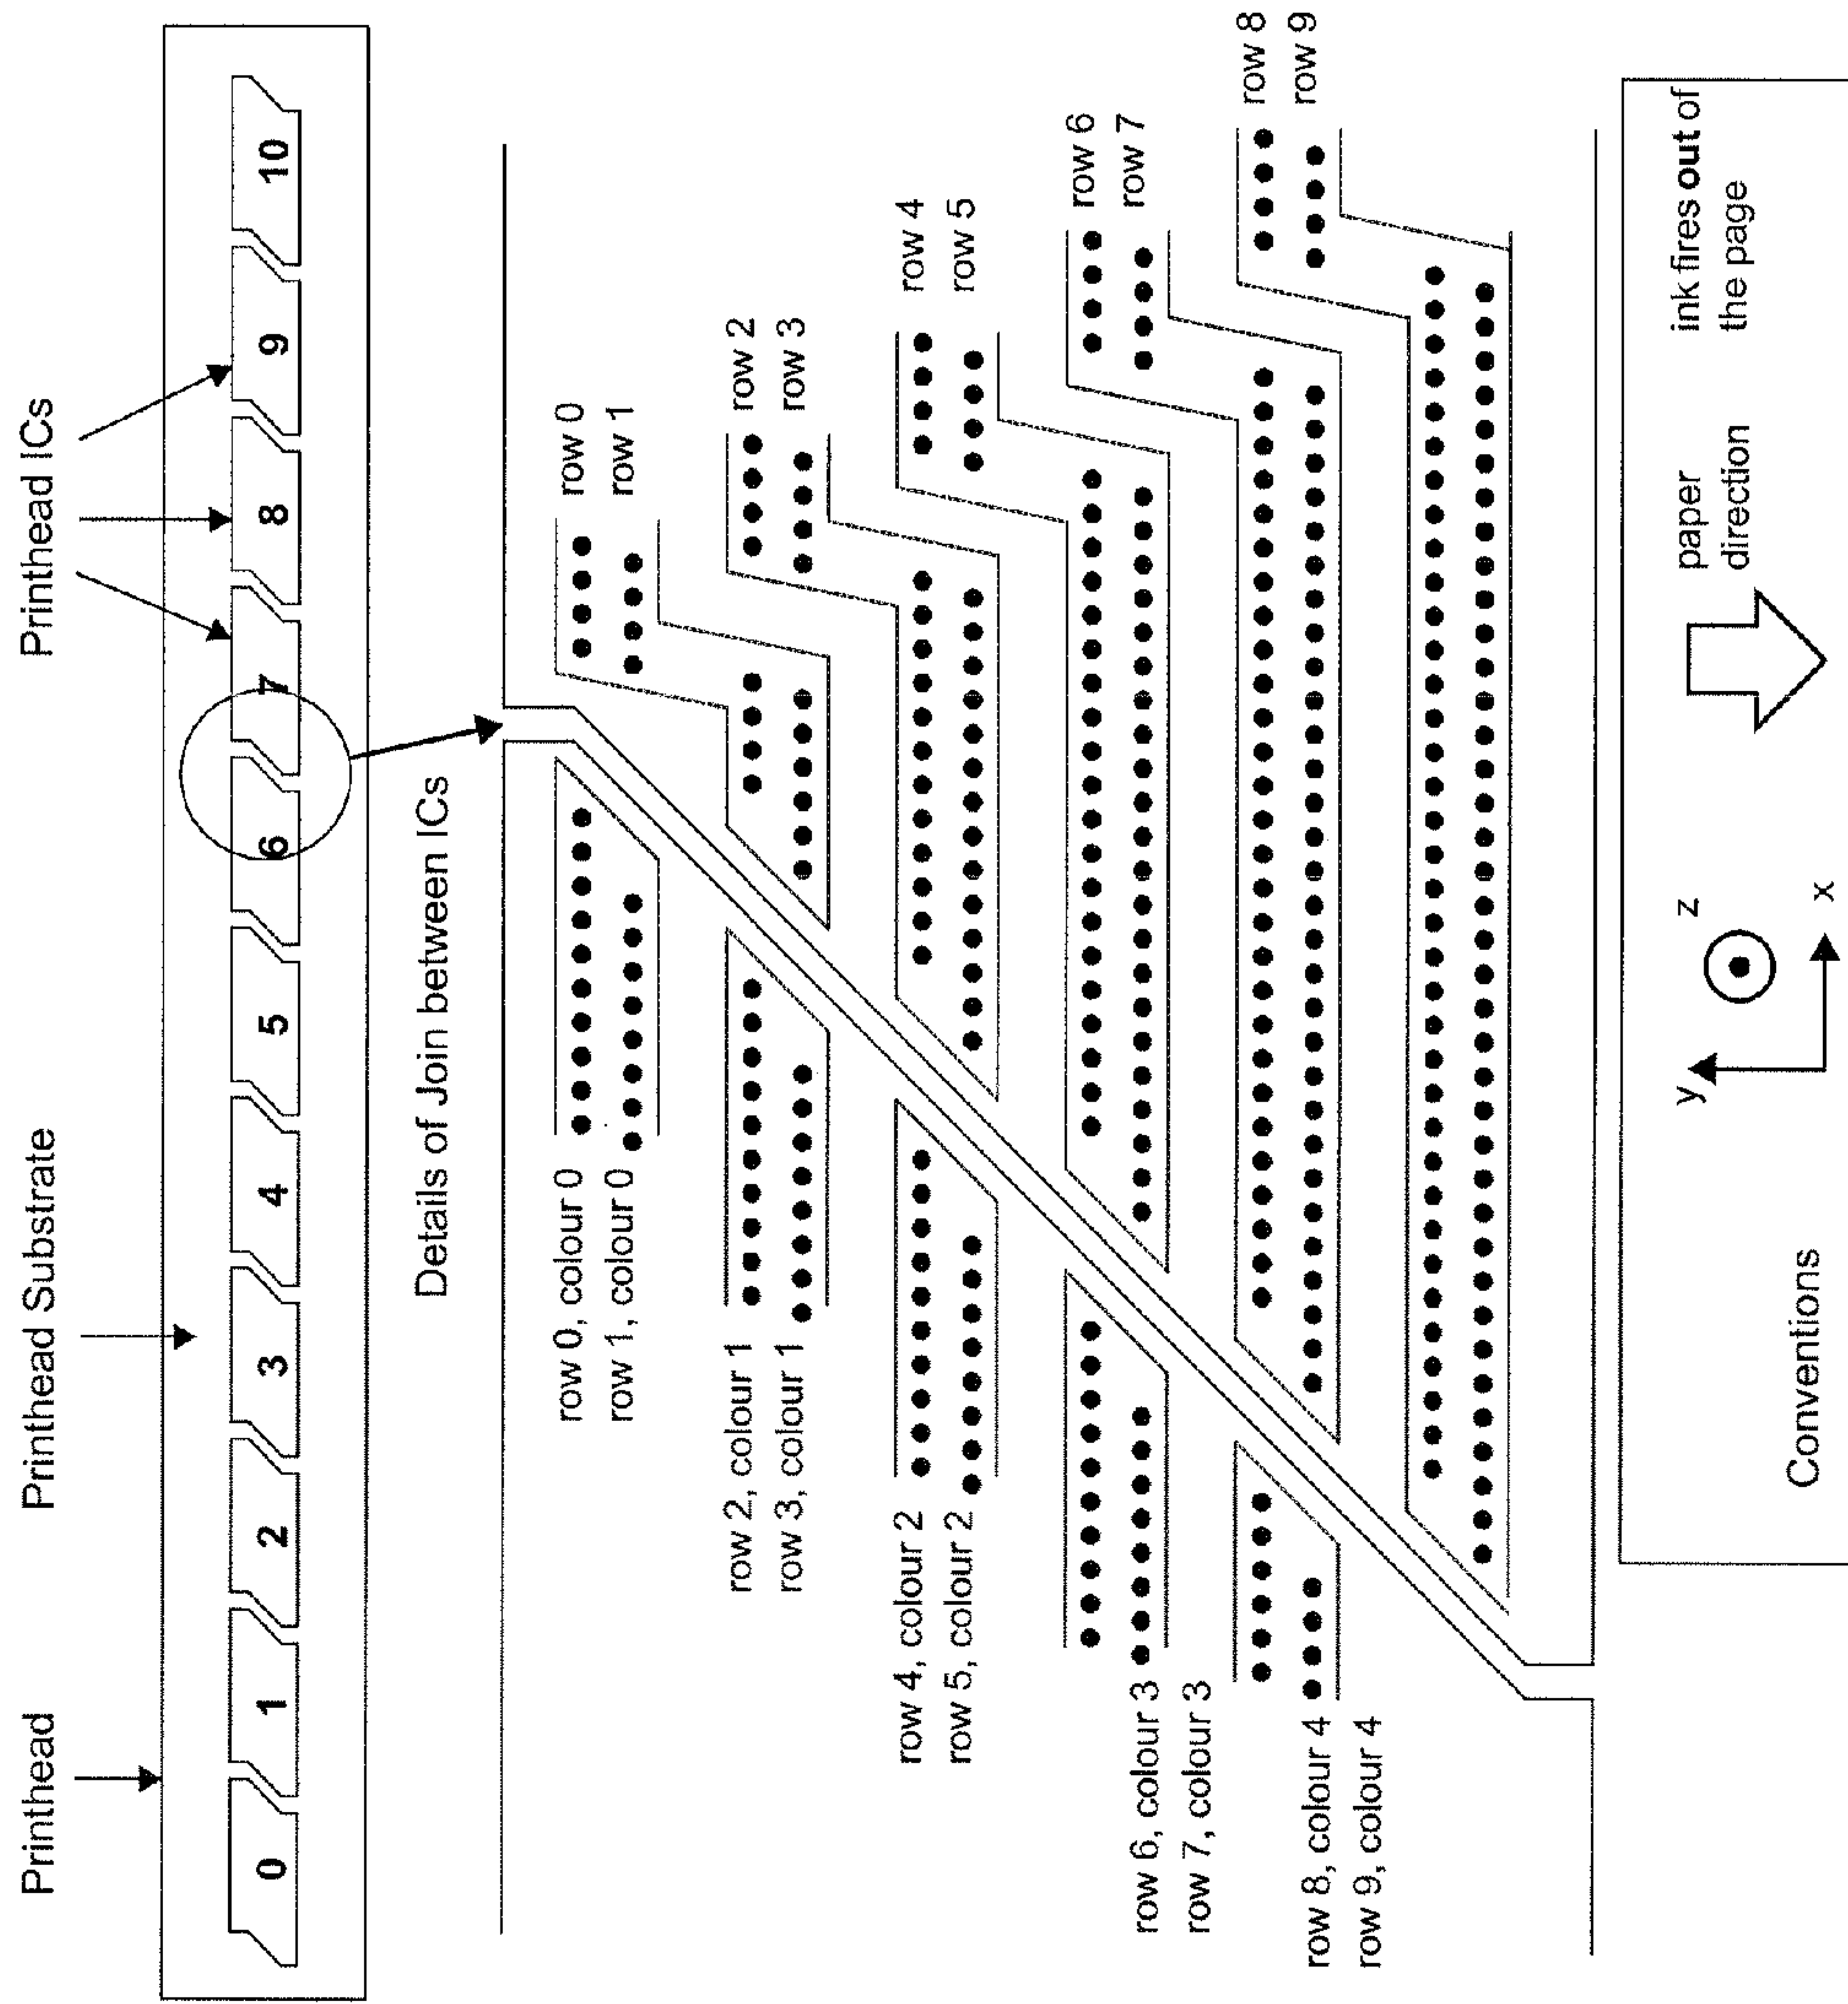 Printhead
Printhead Substrate
Printhead ICs
0
1
2
3
4
5
6
7
8
9
10
Details of Join between ICs
row 0, colour 0
row 1, colour 0
row 0
row 1
row 2, colour 1
row 3, colour 1
row 2
row 3
row 4, colour 2
row 5, colour 2
row 4
row 5
row 6, colour 3
row 7, colour 3
row 6
row 7
row 8, colour 4
row 9, colour 4
row 8
row 9
Conventions
y
z
x
paper
direction
ink fires out of
the page